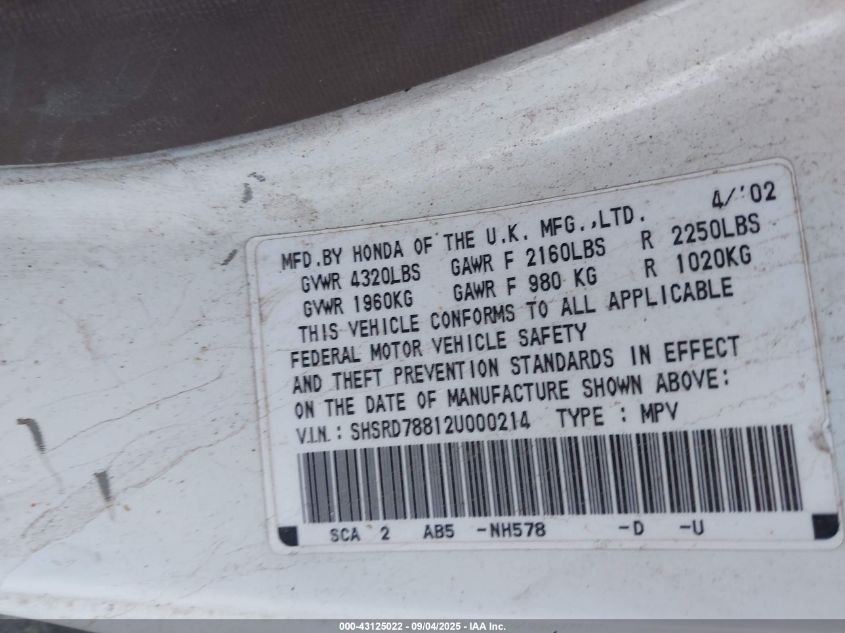 4/'02
MFD.BY HONDA OF THE U.K. MFG.,LTD.
GVWR 4320LBS GAWR F 2160LBS R 2250LBS
GVWR 1960KG GAWR F 980 KG R 1020KG
THIS VEHICLE CONFORMS TO ALL APPLICABLE
FEDERAL MOTOR VEHICLE SAFETY
AND THEFT PREVENTION STANDARDS IN EFFECT
ON THE DATE OF MANUFACTURE SHOWN ABOVE:
V.I.N.: SHSRD78812U000214 TYPE : MPV
SCA 2 AB5 -NH578 -D -U
000-43125022 - 09/04/2025 - IAA Inc.